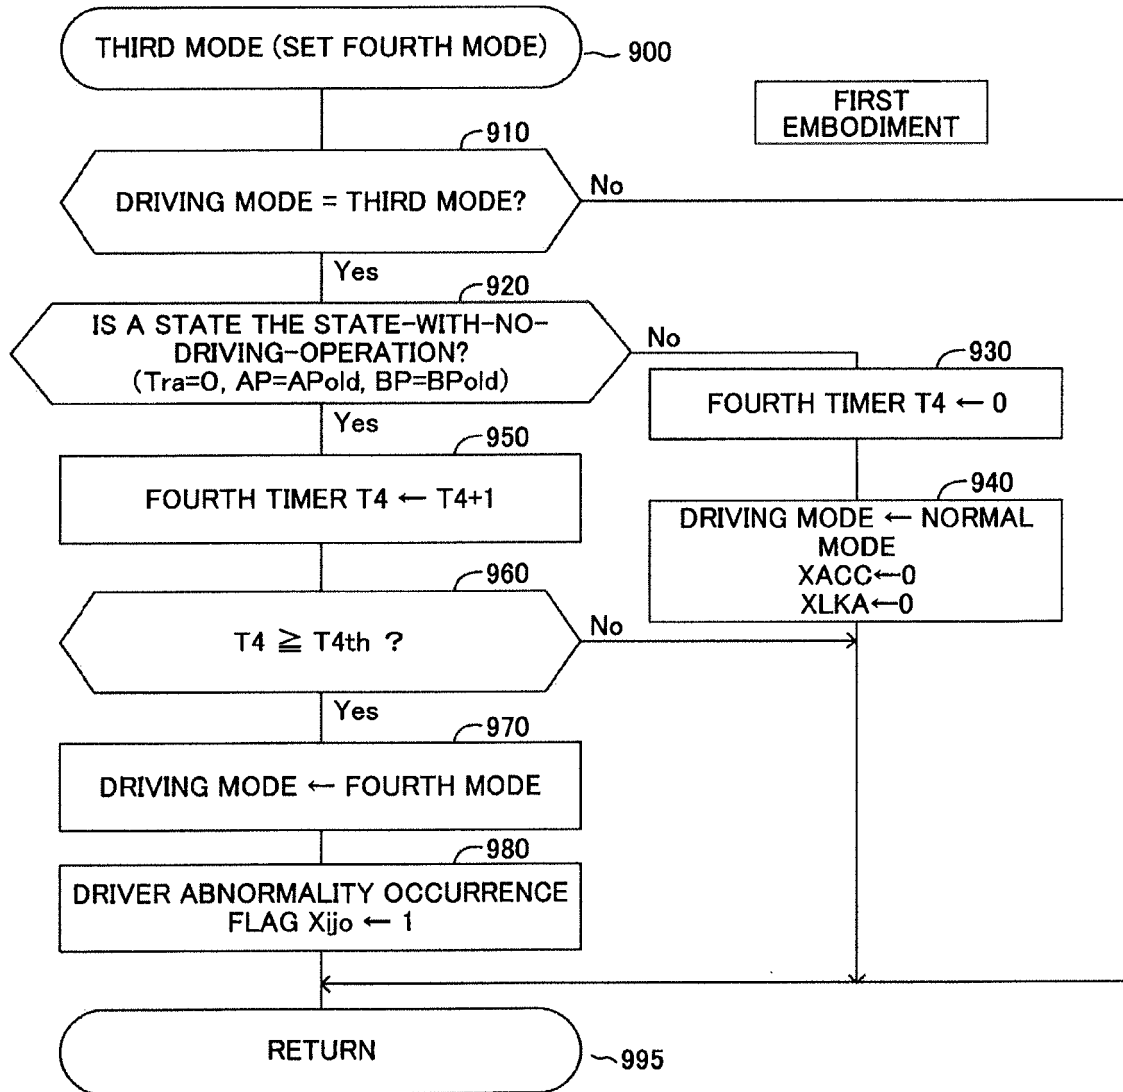 THIRD MODE (SET FOURTH MODE)
900
FIRST
EMBODIMENT
910
DRIVING MODE = THIRD MODE?
No
Yes
920
IS A STATE THE STATE-WITH-NO-
DRIVING-OPERATION?
(Tra=0, AP=APold, BP=BPold)
No
930
FOURTH TIMER T4 ← 0
Yes
950
FOURTH TIMER T4 ← T4+1
940
DRIVING MODE ← NORMAL
MODE
XACC←0
XLKA←0
960
T4 ≧ T4th ?
No
Yes
970
DRIVING MODE ← FOURTH MODE
980
DRIVER ABNORMALITY OCCURRENCE
FLAG Xijo ← 1
RETURN
995